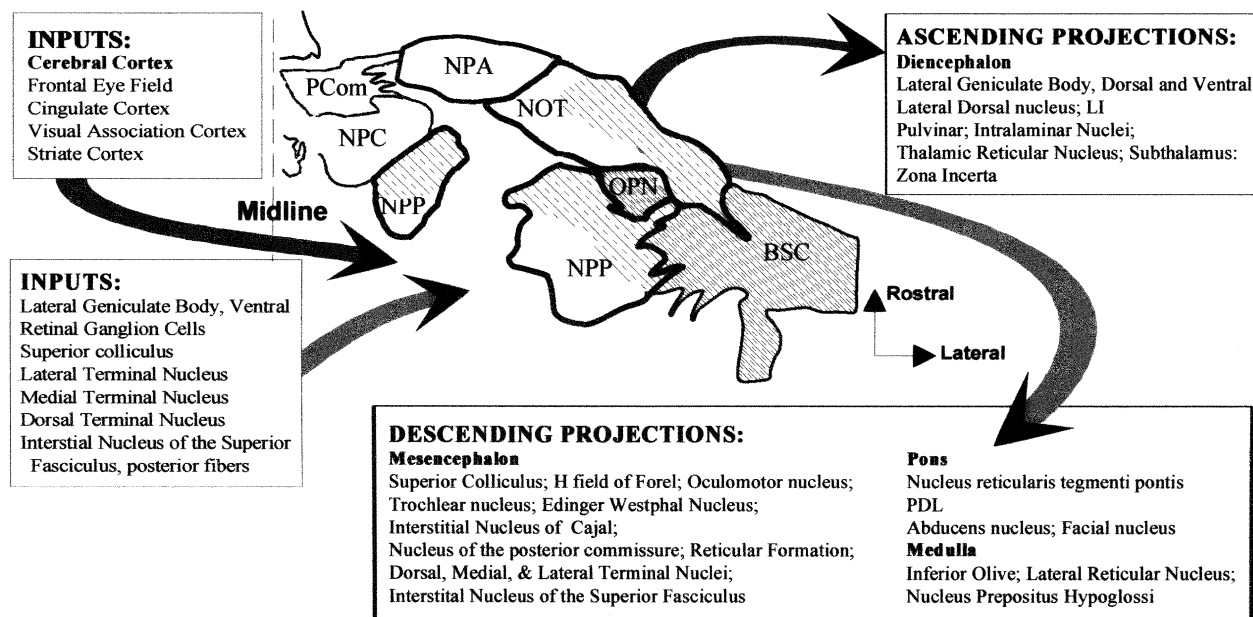 INPUTS:
Cerebral Cortex
Frontal Eye Field
Cingulate Cortex
Visual Association Cortex
Striate Cortex
PCom
NPA
NOT
NPC
NPP
OPN
NPP
BSC
Midline
Rostral
Lateral
ASCENDING PROJECTIONS:
Diencephalon
Lateral Geniculate Body, Dorsal and Ventral
Lateral Dorsal nucleus; LI
Pulvinar; Intralaminar Nuclei;
Thalamic Reticular Nucleus; Subthalamus:
Zona Incerta
INPUTS:
Lateral Geniculate Body, Ventral
Retinal Ganglion Cells
Superior colliculus
Lateral Terminal Nucleus
Medial Terminal Nucleus
Dorsal Terminal Nucleus
Interstial Nucleus of the Superior
Fasciculus, posterior fibers
DESCENDING PROJECTIONS:
Mesencephalon
Superior Colliculus; H field of Forel; Oculomotor nucleus;
Trochlear nucleus; Edinger Westphal Nucleus;
Interstitial Nucleus of Cajal;
Nucleus of the posterior commissure; Reticular Formation;
Dorsal, Medial, & Lateral Terminal Nuclei;
Interstital Nucleus of the Superior Fasciculus
Pons
Nucleus reticularis tegmenti pontis
PDL
Abducens nucleus; Facial nucleus
Medulla
Inferior Olive; Lateral Reticular Nucleus;
Nucleus Prepositus Hypoglossi